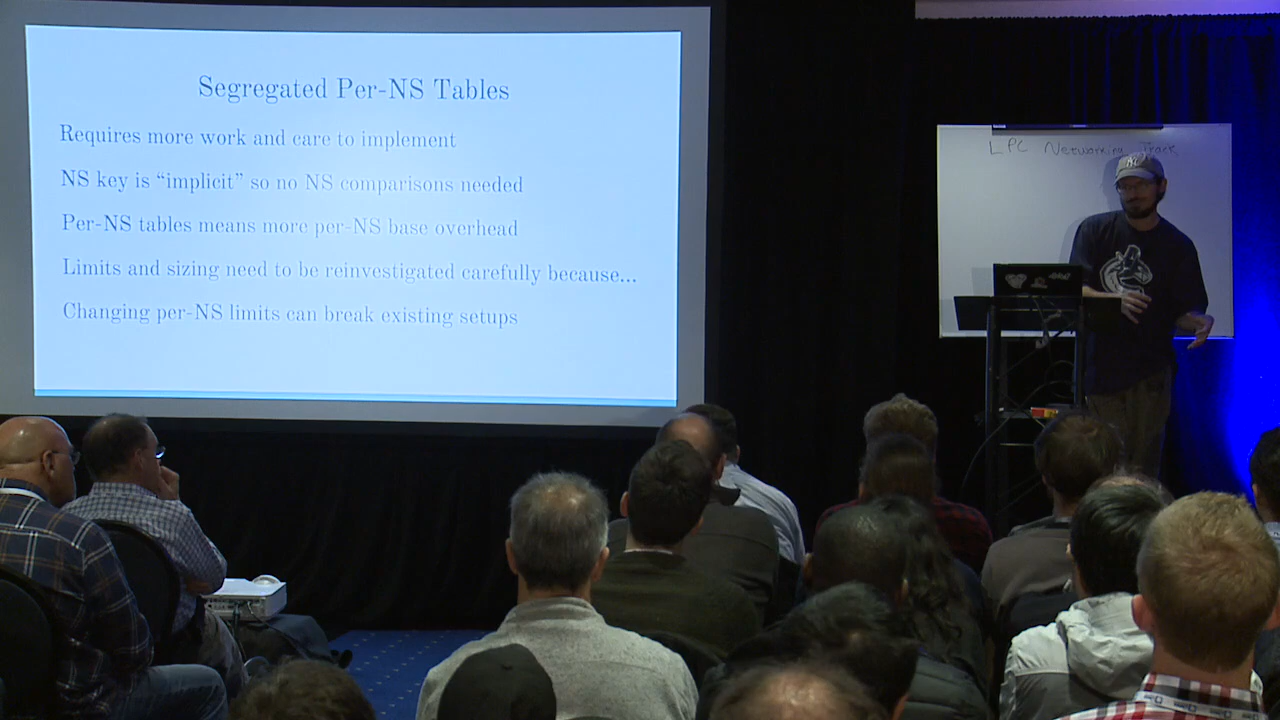 Segregated Per-NS Tables
Requires more work and care to implement
NS key is “implicit” so no NS comparisons needed
Per-NS tables means more per-NS base overhead
Limits and sizing need to be reinvestigated carefully because...
Changing per-NS limits can break existing setups
LPC Networking Track